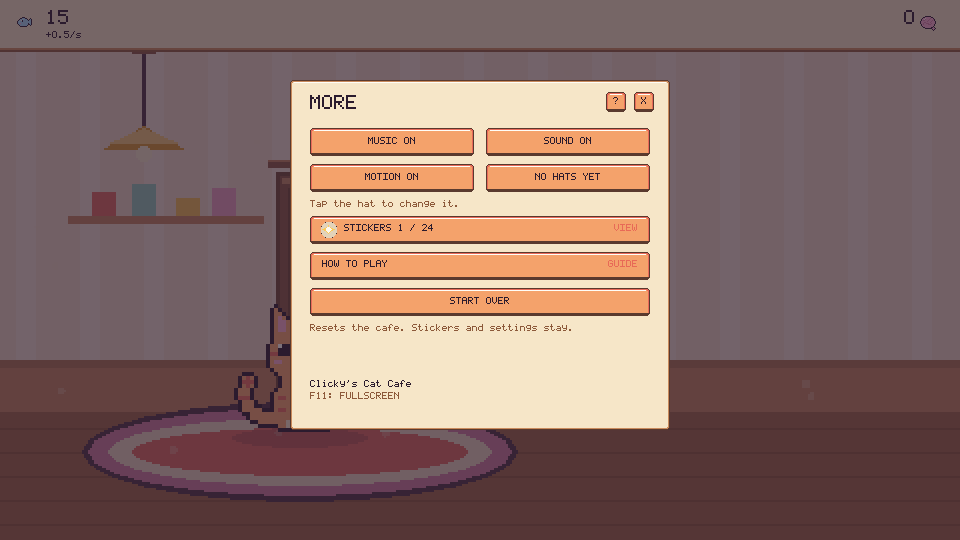 15
+0.5/s
0
MORE
?
X
MUSIC ON
SOUND ON
MOTION ON
NO HATS YET
Tap the hat to change it.
STICKERS 1 / 24
VIEW
HOW TO PLAY
GUIDE
START OVER
Resets the cafe. Stickers and settings stay.
Clicky's Cat Cafe
F11: FULLSCREEN